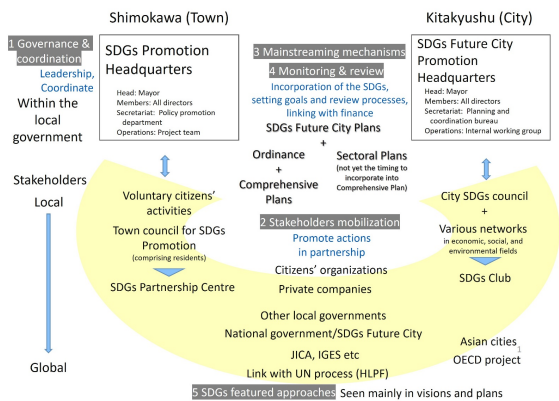 Shimokawa (Town)
Kitakyushu (City)
1 Governance &
coordination
Leadership,
Coordinate
Within the
local
government
SDGs Promotion
Headquarters
Head: Mayor
Members: All directors
Secretariat: Policy promotion
department
Operations: Project team
3 Mainstreaming mechanisms
4 Monitoring & review
Incorporation of the SDGs,
setting goals and review processes,
linking with finance
SDGs Future City Plans
+
Ordinance
+
Comprehensive
Plans
Sectoral Plans
(not yet the timing to
incorporate into
Comprehensive Plan)
SDGs Future City
Promotion
Headquarters
Head: Mayor
Members: All directors
Secretariat: Planning and
coordination bureau
Operations: Internal working group
Stakeholders
Local
Global
Voluntary citizens'
activities
Town council for SDGs
Promotion
(comprising residents)
SDGs Partnership Centre
2 Stakeholders mobilization
Promote actions
in partnership
Citizens' organizations
Private companies
Other local governments
National government/SDGs Future City
JICA, IGES etc
Link with UN process (HLPF)
City SDGs council
+
Various networks
in economic, social, and
environmental fields
SDGs Club
Asian cities
1
OECD project
5 SDGs featured approaches Seen mainly in visions and plans